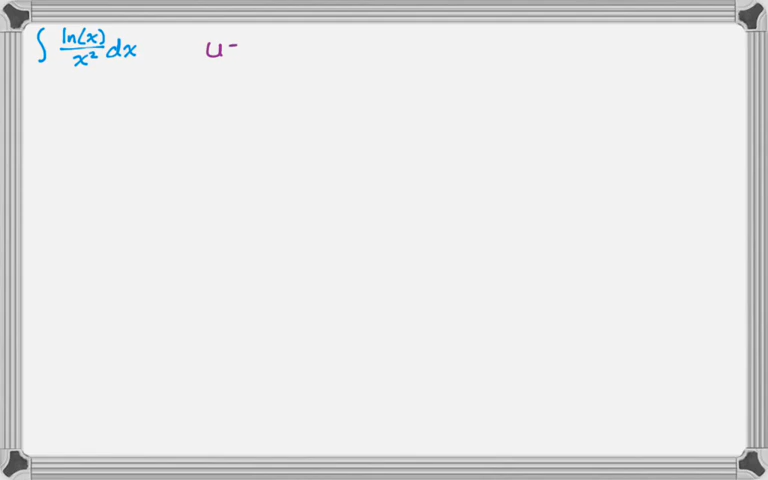 ∫ ln(x)/x² dx u -